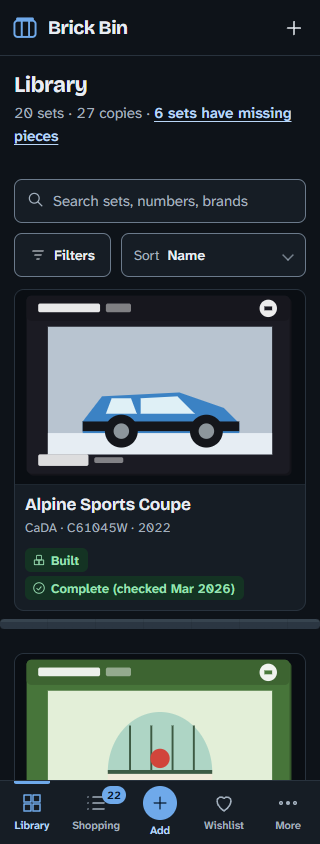 Brick Bin
Library
20 sets · 27 copies · 6 sets have missing
pieces
Search sets, numbers, brands
Filters
Sort Name
Alpine Sports Coupe
CaDA · C61045W · 2022
Built
Complete (checked Mar 2026)
22
Library
Shopping
Add
Wishlist
More